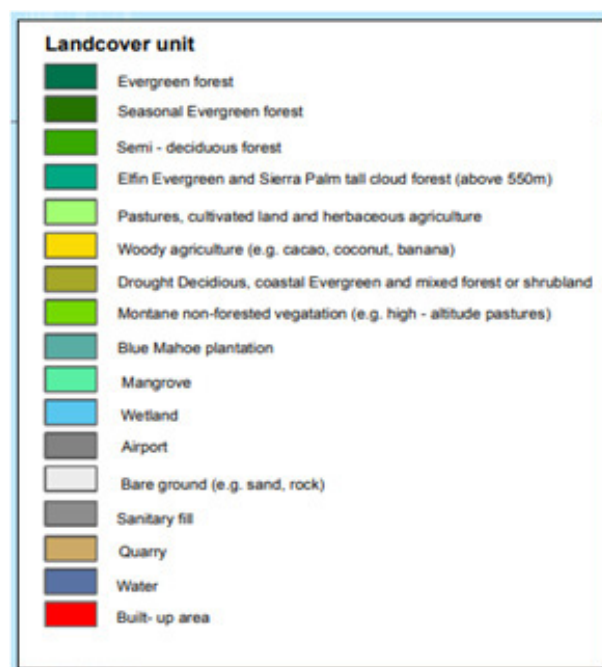 Landcover unit
Evergreen forest
Seasonal Evergreen forest
Semi - deciduous forest
Elfin Evergreen and Sierra Palm tall cloud forest (above 550m)
Pastures, cultivated land and herbaceous agriculture
Woody agriculture (e.g. cacao, coconut, banana)
Drought Decidious, coastal Evergreen and mixed forest or shrubland
Montane non-forested vegatation (e.g. high - altitude pastures)
Blue Mahoe plantation
Mangrove
Wetland
Airport
Bare ground (e.g. sand, rock)
Sanitary fill
Quarry
Water
Built- up area